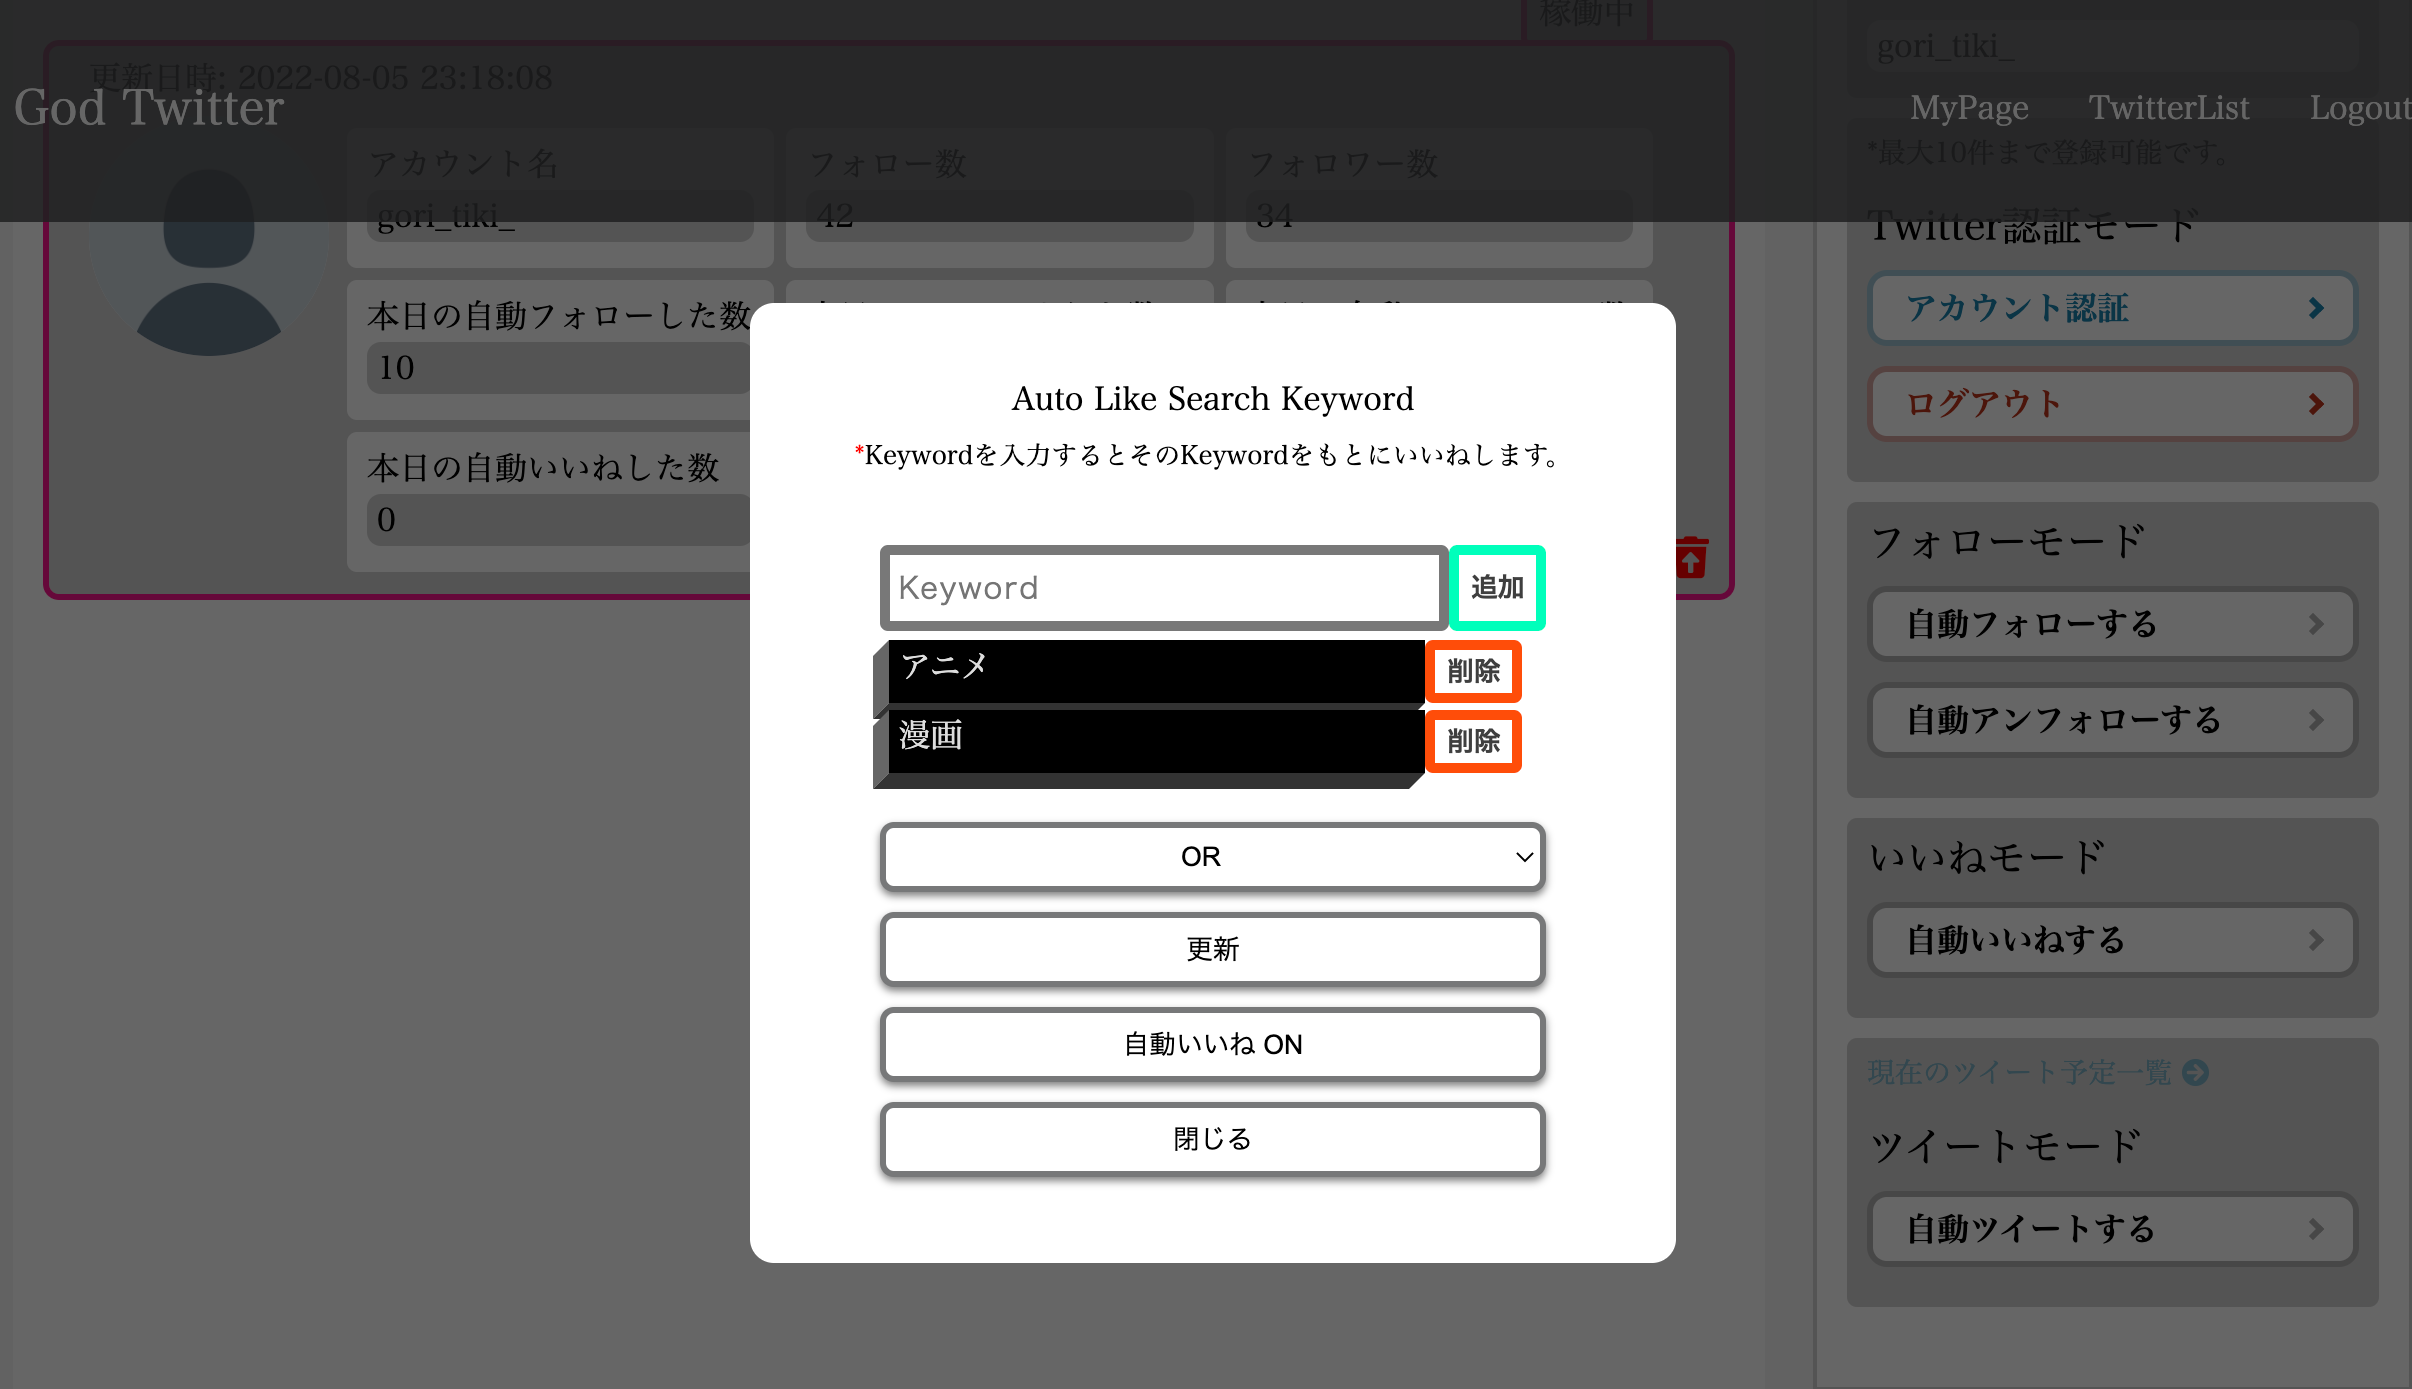 稼働中
更新日時: 2022-08-05 23:18:08
God Twitter
MyPage TwitterList Logout
アカウント名
gori_tiki_
フォロー数
42
フォロワー数
34
本日の自動フォローした数
10
本日の自動いいねした数
0
Auto Like Search Keyword
*Keywordを入力するとそのKeywordをもとにいいねします。
Keyword
追加
アニメ
削除
漫画
削除
OR
更新
自動いいね ON
閉じる
gori_tiki_
*最大10件まで登録可能です。
Twitter認証モード
アカウント認証
ログアウト
フォローモード
自動フォローする
自動アンフォローする
いいねモード
自動いいねする
現在のツイート予定一覧
ツイートモード
自動ツイートする